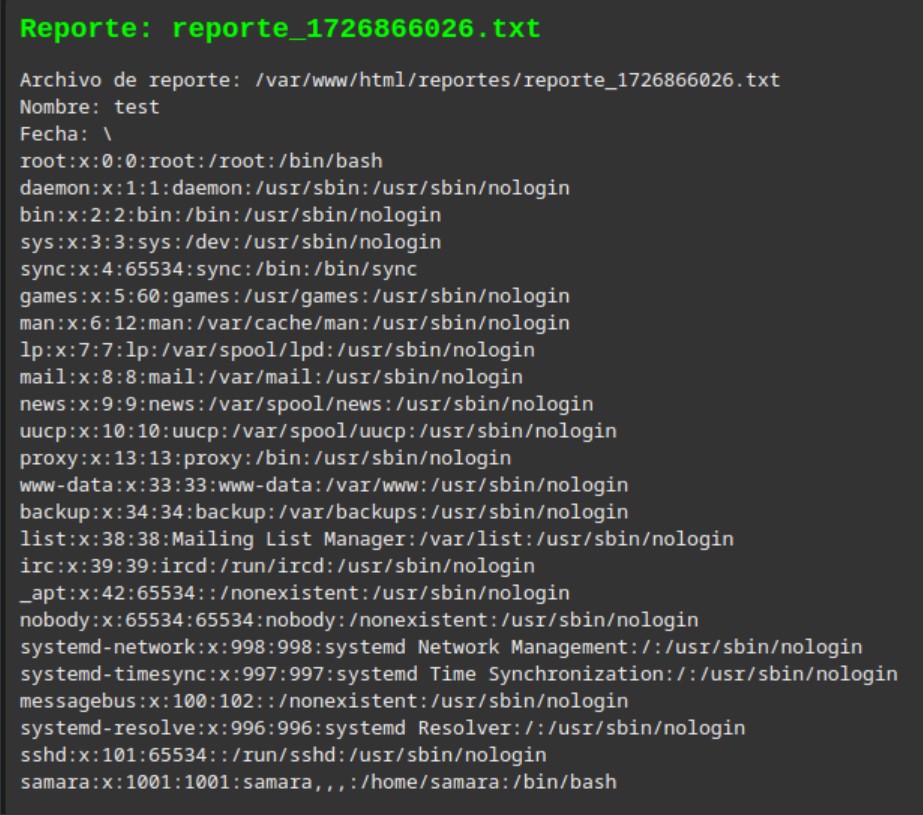 Reporte: reporte_1726866026.txt
Archivo de reporte: /var/www/html/reportes/reporte_1726866026.txt
Nombre: test
Fecha: \
root:x:0:0:root:/root:/bin/bash
daemon:x:1:1:daemon:/usr/sbin:/usr/sbin/nologin
bin:x:2:2:bin:/bin:/usr/sbin/nologin
sys:x:3:3:sys:/dev:/usr/sbin/nologin
sync:x:4:65534:sync:/bin:/bin/sync
games:x:5:60:games:/usr/games:/usr/sbin/nologin
man:x:6:12:man:/var/cache/man:/usr/sbin/nologin
lp:x:7:7:lp:/var/spool/lpd:/usr/sbin/nologin
mail:x:8:8:mail:/var/mail:/usr/sbin/nologin
news:x:9:9:news:/var/spool/news:/usr/sbin/nologin
uucp:x:10:10:uucp:/var/spool/uucp:/usr/sbin/nologin
proxy:x:13:13:proxy:/bin:/usr/sbin/nologin
www-data:x:33:33:www-data:/var/www:/usr/sbin/nologin
backup:x:34:34:backup:/var/backups:/usr/sbin/nologin
list:x:38:38:Mailing List Manager:/var/list:/usr/sbin/nologin
irc:x:39:39:ircd:/run/ircd:/usr/sbin/nologin
_apt:x:42:65534::/nonexistent:/usr/sbin/nologin
nobody:x:65534:65534:nobody:/nonexistent:/usr/sbin/nologin
systemd-network:x:998:998:systemd Network Management:/:/usr/sbin/nologin
systemd-timesync:x:997:997:systemd Time Synchronization:/:/usr/sbin/nologin
messagebus:x:100:102::/nonexistent:/usr/sbin/nologin
systemd-resolve:x:996:996:systemd Resolver:/:/usr/sbin/nologin
sshd:x:101:65534::/run/sshd:/usr/sbin/nologin
samara:x:1001:1001:samara,,,:/home/samara:/bin/bash